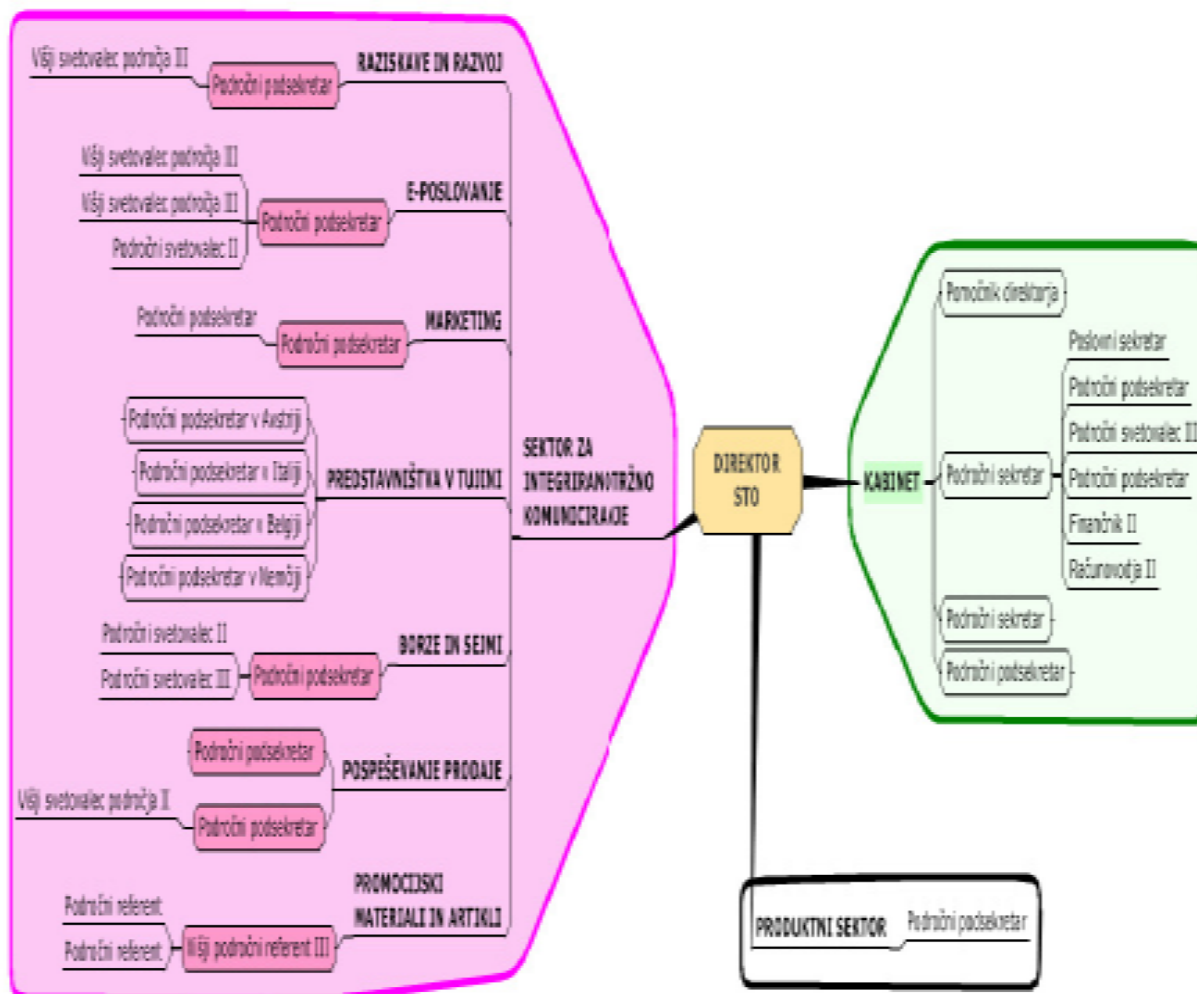 Višji svetovalec področja III
Področni podsekretar
RAZISKAVE IN RAZVOJ
Višji svetovalec področja III
Višji svetovalec področja III
Področni svetovalec II
Področni podsekretar
E-POSLOVANJE
Področni podsekretar
Področni podsekretar
MARKETING
Področni podsekretar v Avstriji
Področni podsekretar v Italiji
Področni podsekretar v Belgiji
Področni podsekretar v Nemčiji
PREDSTAVNIŠTVA V TUJINI
Področni svetovalec II
Področni svetovalec III
Področni podsekretar
BORZE IN SEJMI
Področni podsekretar
Višji svetovalec področja II
Področni podsekretar
POSPEŠEVANJE PRODAJE
Področni referent
Področni referent
Višji področni referent III
PROMOCIJSKI
MATERIALI IN ARTIKLI
SEKTOR ZA
INTEGRIRANOTRŽNO
KOMUNICIRANJE
DIREKTOR
STO
KABINET
Pomočnik direktorja
Področni sekretar
Poslovni sekretar
Področni podsekretar
Področni svetovalec III
Področni podsekretar
Finančnik II
Računovodja II
Področni sekretar
Področni podsekretar
PRODUKTNI SEKTOR
Področni podsekretar